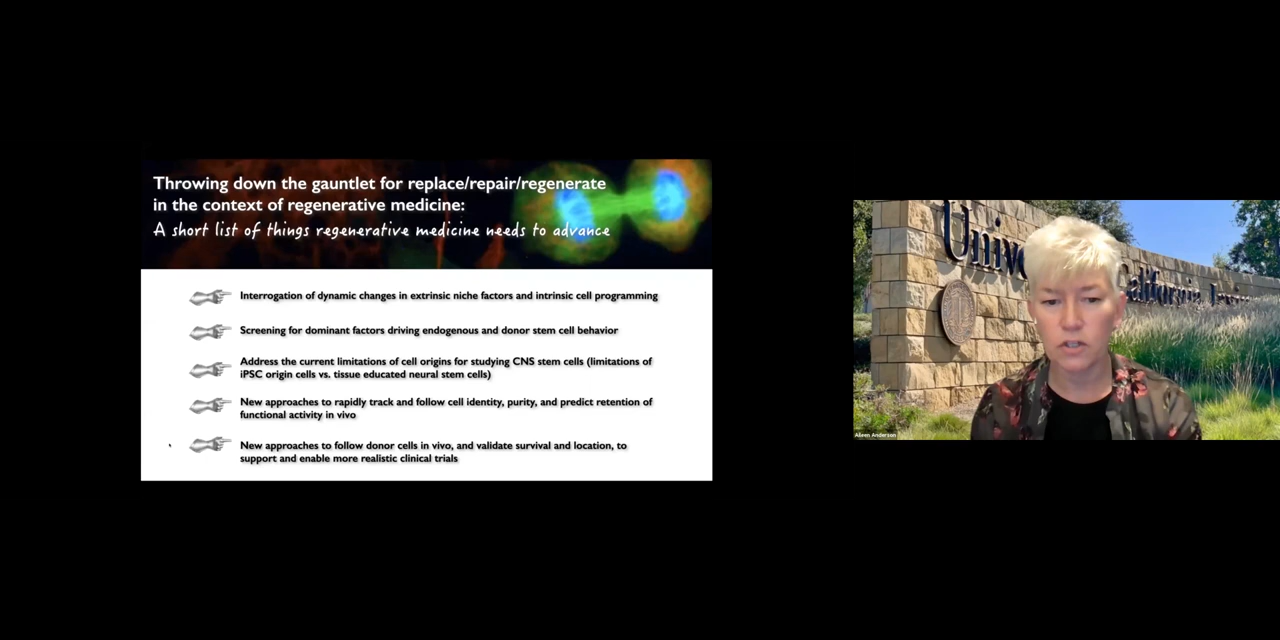 Throwing down the gauntlet for replace/repair/regenerate
in the context of regenerative medicine:
A short list of things regenerative medicine needs to advance
Interrogation of dynamic changes in extrinsic niche factors and intrinsic cell programming
Screening for dominant factors driving endogenous and donor stem cell behavior
Address the current limitations of cell origins for studying CNS stem cells (limitations of
iPSC origin cells vs. tissue educated neural stem cells)
New approaches to rapidly track and follow cell identity, purity, and predict retention of
functional activity in vivo
New approaches to follow donor cells in vivo, and validate survival and location, to
support and enable more realistic clinical trials
Unive
California
Aileen Anderson